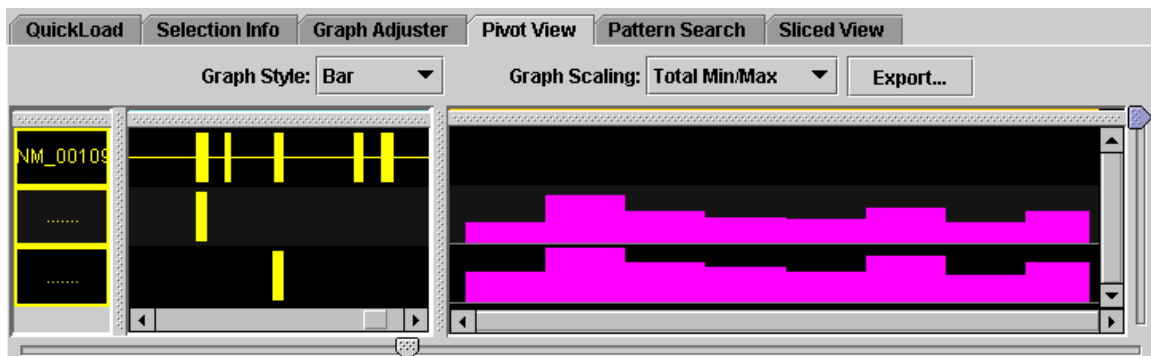 QuickLoad Selection Info Graph Adjuster Pivot View Pattern Search Sliced View
Graph Style: Bar Graph Scaling: Total Min/Max Export...
NM_00109
.......
.......